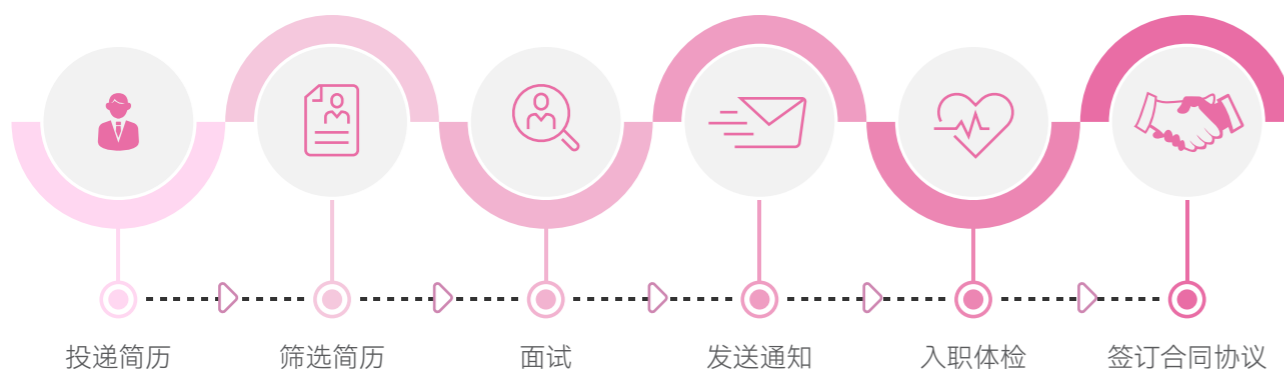 投递简历
筛选简历
面试
发送通知
入职体检
签订合同协议